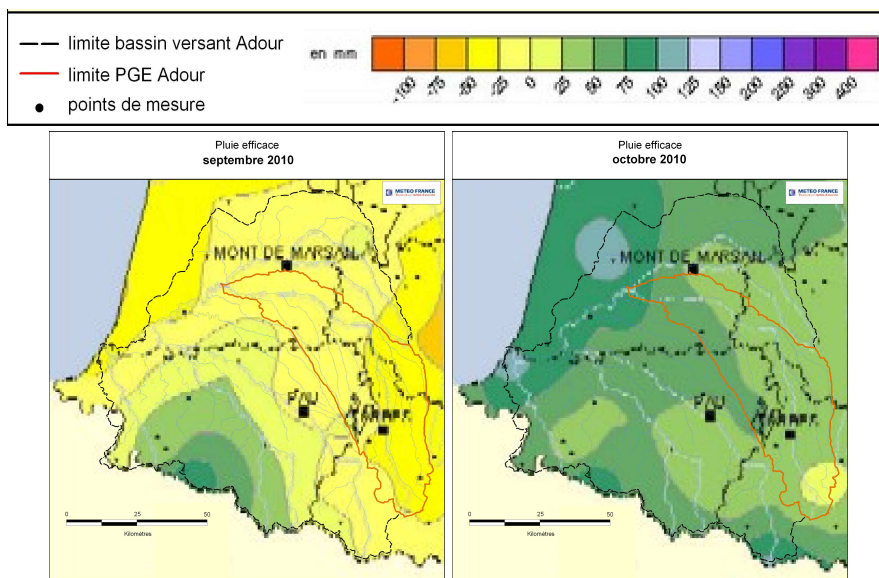 limite bassin versant Adour
limite PGE Adour
points de mesure
en mm
-100 -75 -50 -25 0 25 50 75 100 125 150 200 250 300 400
Pluie efficace
septembre 2010
METEO FRANCE
MONT DE MARSAN
PAU
TARBES
0 25 50
Kilomètres
Pluie efficace
octobre 2010
METEO FRANCE
MONT DE MARSAN
PAU
0 25 50
Kilomètres